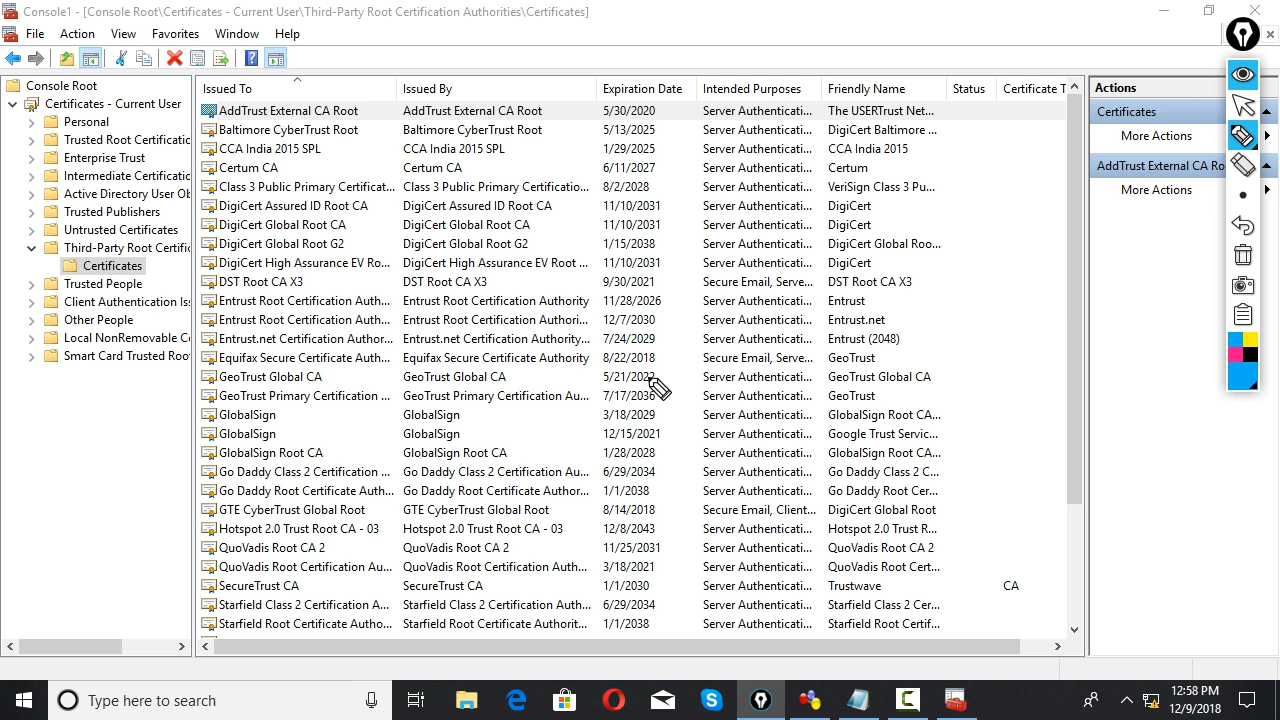 Console1 - [Console Root\Certificates - Current User\Third-Party Root Certification Authorities\Certificates]
File Action View Favorites Window Help
Console Root
Certificates - Current User
Personal
Trusted Root Certificatic
Enterprise Trust
Intermediate Certificatic
Active Directory User Ob
Trusted Publishers
Untrusted Certificates
Third-Party Root Certific
Certificates
Trusted People
Client Authentication Iss
Other People
Local NonRemovable Ce
Smart Card Trusted Root
Issued To Issued By Expiration Date Intended Purposes Friendly Name Status Certificate T
AddTrust External CA Root AddTrust External CA Root 5/30/2020 Server Authenticati... The USERTrust Net...
Baltimore CyberTrust Root Baltimore CyberTrust Root 5/13/2025 Server Authenticati... DigiCert Baltimore ...
CCA India 2015 SPL CCA India 2015 SPL 1/29/2025 Server Authenticati... CCA India 2015
Certum CA Certum CA 6/11/2027 Server Authenticati... Certum
Class 3 Public Primary Certificat... Class 3 Public Primary Certificatio... 8/2/2028 Server Authenticati... VeriSign Class 3 Pu...
DigiCert Assured ID Root CA DigiCert Assured ID Root CA 11/10/2031 Server Authenticati... DigiCert
DigiCert Global Root CA DigiCert Global Root CA 11/10/2031 Server Authenticati... DigiCert
DigiCert Global Root G2 DigiCert Global Root G2 1/15/2038 Server Authenticati... DigiCert Global Roo...
DigiCert High Assurance EV Ro... DigiCert High Assurance EV Root ... 11/10/2031 Server Authenticati... DigiCert
DST Root CA X3 DST Root CA X3 9/30/2021 Secure Email, Serve... DST Root CA X3
Entrust Root Certification Auth... Entrust Root Certification Authority 11/28/2026 Server Authenticati... Entrust
Entrust Root Certification Auth... Entrust Root Certification Authori... 12/7/2030 Server Authenticati... Entrust.net
Entrust.net Certification Author... Entrust.net Certification Authority... 7/24/2029 Server Authenticati... Entrust (2048)
Equifax Secure Certificate Auth... Equifax Secure Certificate Authority 8/22/2018 Secure Email, Serve... GeoTrust
GeoTrust Global CA GeoTrust Global CA 5/21/2022 Server Authenticati... GeoTrust Global CA
GeoTrust Primary Certification ... GeoTrust Primary Certification Au... 7/17/2036 Server Authenticati... GeoTrust
GlobalSign GlobalSign 3/18/2029 Server Authenticati... GlobalSign Root CA...
GlobalSign GlobalSign 12/15/2021 Server Authenticati... Google Trust Servic...
GlobalSign Root CA GlobalSign Root CA 1/28/2028 Server Authenticati... GlobalSign Root CA...
Go Daddy Class 2 Certification ... Go Daddy Class 2 Certification Au... 6/29/2034 Server Authenticati... Go Daddy Class 2 C...
Go Daddy Root Certificate Auth... Go Daddy Root Certificate Author... 1/1/2038 Server Authenticati... Go Daddy Root Cer...
GTE CyberTrust Global Root GTE CyberTrust Global Root 8/14/2018 Secure Email, Client... DigiCert Global Root
Hotspot 2.0 Trust Root CA - 03 Hotspot 2.0 Trust Root CA - 03 12/8/2043 Server Authenticati... Hotspot 2.0 Trust R...
QuoVadis Root CA 2 QuoVadis Root CA 2 11/25/2031 Server Authenticati... QuoVadis Root CA 2
QuoVadis Root Certification Au... QuoVadis Root Certification Auth... 3/18/2021 Server Authenticati... QuoVadis Root Cert...
SecureTrust CA SecureTrust CA 1/1/2030 Server Authenticati... Trustwave CA
Starfield Class 2 Certification A... Starfield Class 2 Certification Auth... 6/29/2034 Server Authenticati... Starfield Class 2 Cer...
Starfield Root Certificate Autho... Starfield Root Certificate Authorit... 1/1/2038 Server Authenticati... Starfield Root Certif...
Actions
Certificates
More Actions
AddTrust External CA Ro
More Actions
Type here to search
12:58 PM
12/9/2018